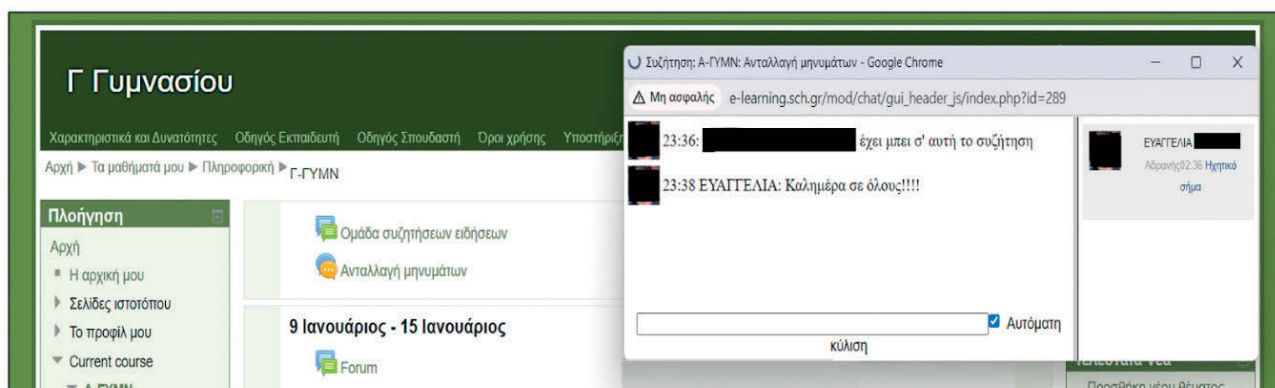 Γ Γυμνασίου
Χαρακτηριστικά και Δυνατότητες Οδηγός Εκπαιδευτή Οδηγός Σπουδαστή Όροι χρήσης
Αρχή ▶ Τα μαθήματά μου ▶ Πληροφορική ▶ Γ-ΓΥΜΝ
Πλοήγηση
Αρχή
Η αρχική μου
Σελίδες ιστοτόπου
Το προφίλ μου
Current course
Ομάδα συζητήσεων ειδήσεων
Ανταλλαγή μηνυμάτων
9 Ιανουάριος - 15 Ιανουάριος
Forum
Συζήτηση: Α-ΓΥΜΝ: Ανταλλαγή μηνυμάτων - Google Chrome
Μη ασφαλής e-learning.sch.gr/mod/chat/gui_header_js/index.php?id=289
23:36: έχει μπει σ' αυτή το συζήτηση
23:38 ΕΥΑΓΓΕΛΙΑ: Καλημέρα σε όλους!!!!
Αυτόματη
κύλιση
ΕΥΑΓΓΕΛΙΑ
Αδρανής:02:36 Ηχητικό
σήμα